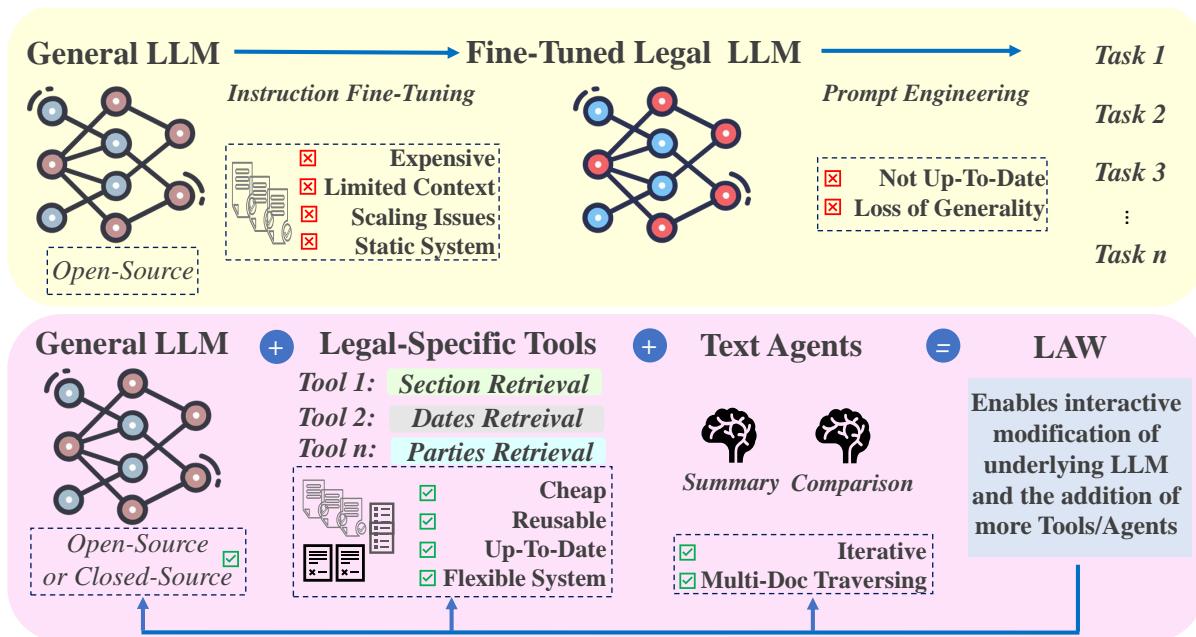 General LLM
Fine-Tuned Legal LLM
Instruction Fine-Tuning
Prompt Engineering
Task 1
Task 2
Task 3
⋮
Task n
Expensive
Limited Context
Scaling Issues
Static System
Not Up-To-Date
Loss of Generality
Open-Source
General LLM
+
Legal-Specific Tools
+
Text Agents
=
LAW
Tool 1: Section Retrieval
Tool 2: Dates Retreival
Tool n: Parties Retrieval
Cheap
Reusable
Up-To-Date
Flexible System
Open-Source
or Closed-Source
Summary
Comparison
Iterative
Multi-Doc Traversing
Enables interactive
modification of
underlying LLM
and the addition of
more Tools/Agents